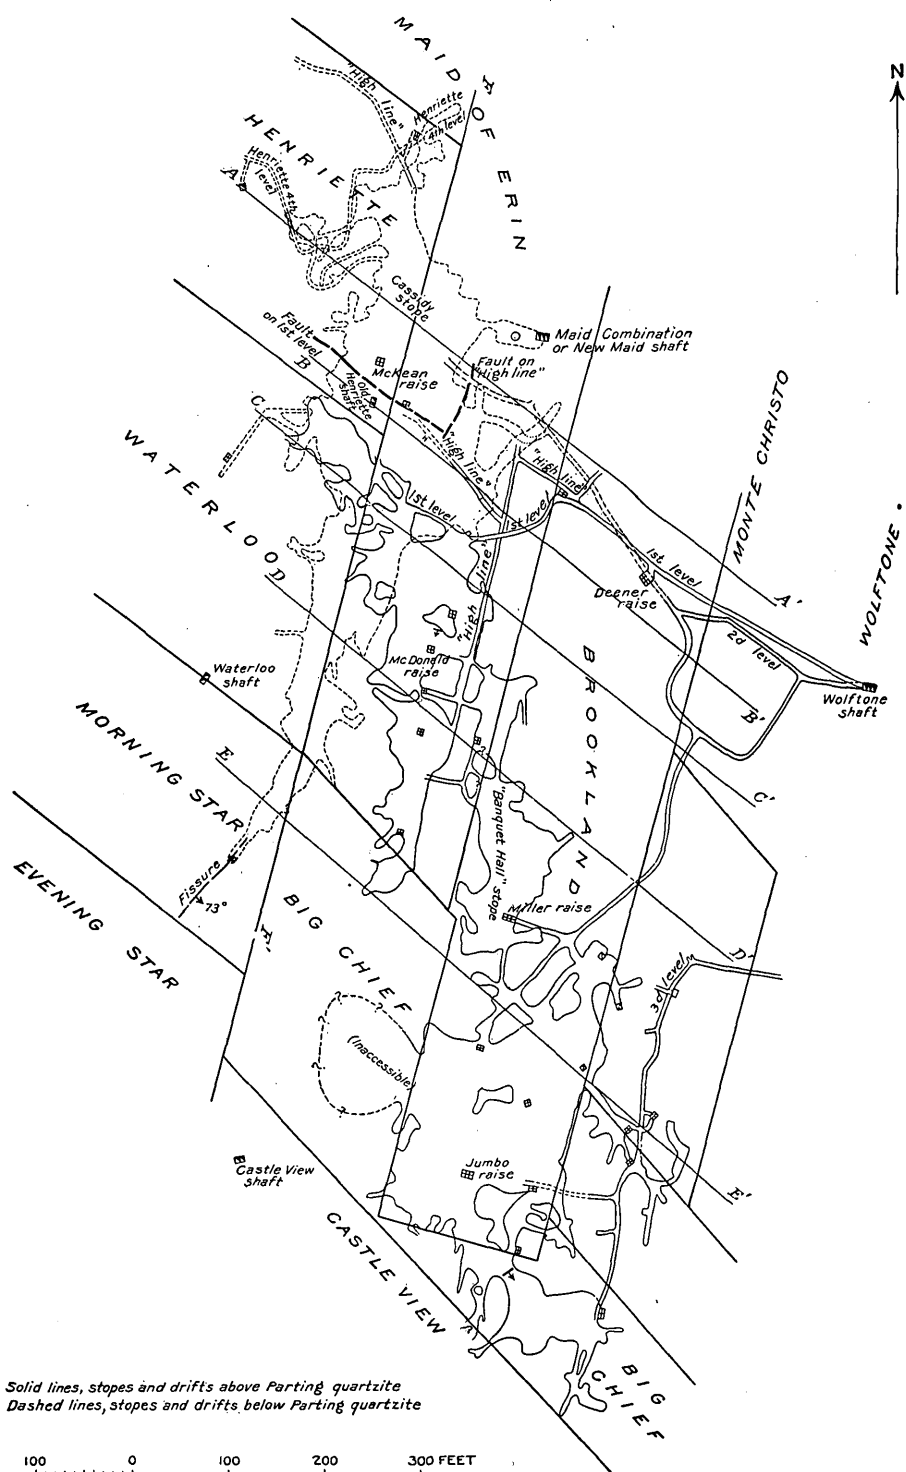 MAID OF ERIN
F
N
"High line"
Henriette
4th level
HENRIETTE
Henriette 4th
level
A
Cassidy
stope
Maid Combination
or New Maid shaft
Fault
on 1st level
B
McKean
raise
Fault on
"High line"
Old
Henriette
shaft
C
"High line"
"High line"
WATERLOO
1st level
1st level
MONTE CHRISTO
WOLFTONE
1st level
D
"High line"
Deener
raise
A'
2d level
BROOKLAND
McDonald
raise
Waterloo
shaft
Wolftone
shaft
B'
MORNING STAR
E
C'
"Banquet Hall" stope
EVENING
STAR
Fissure
73°
BIG CHIEF
Miller raise
F'
D'
3d level
(Inaccessible)
?
?
?
?
Castle View
shaft
Jumbo
raise
E'
CASTLE VIEW
BIG
CHIEF
Solid lines, stopes and drifts above Parting quartzite
Dashed lines, stopes and drifts below Parting quartzite
100 0 100 200 300 FEET